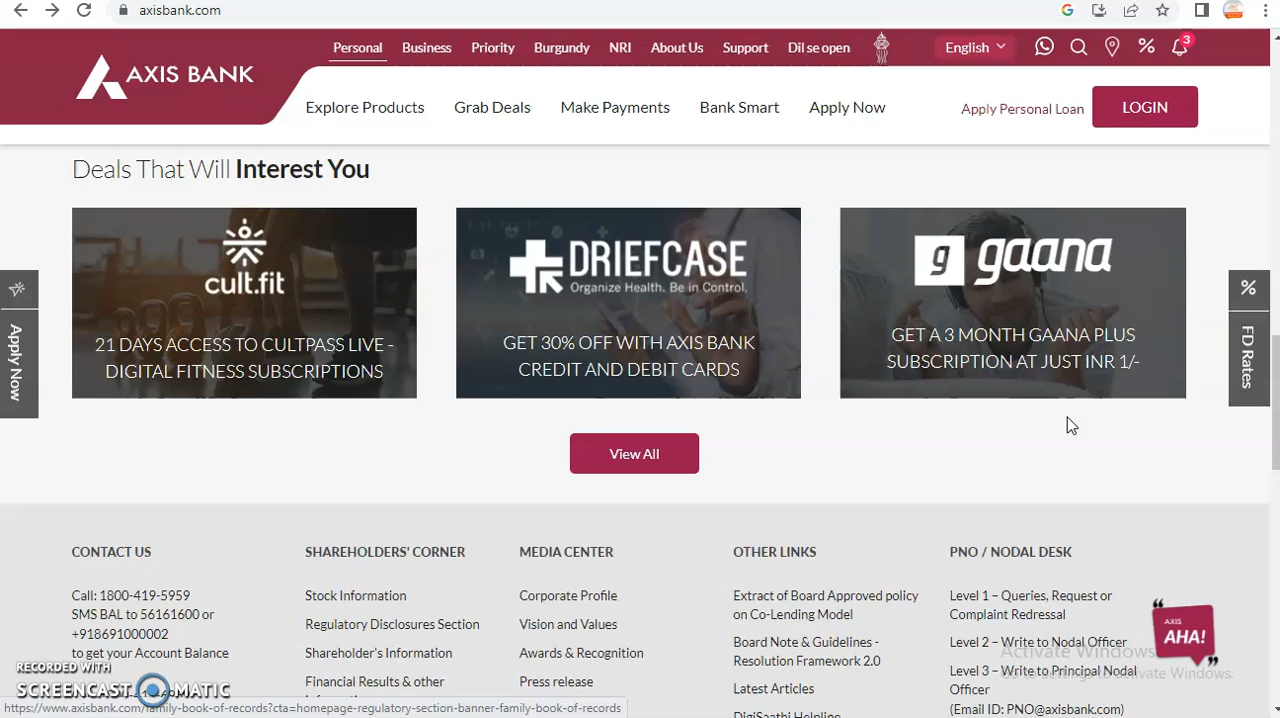 axisbank.com
Personal Business Priority Burgundy NRI About Us Support Dil se open English 3
AXIS BANK
Explore Products Grab Deals Make Payments Bank Smart Apply Now Apply Personal Loan LOGIN
Deals That Will Interest You
cult.fit
21 DAYS ACCESS TO CULTPASS LIVE -
DIGITAL FITNESS SUBSCRIPTIONS
DRIEFCASE
Organize Health. Be in Control.
GET 30% OFF WITH AXIS BANK
CREDIT AND DEBIT CARDS
g gaana
GET A 3 MONTH GAANA PLUS
SUBSCRIPTION AT JUST INR 1/-
Apply Now
%
FD Rates
View All
CONTACT US
Call: 1800-419-5959
SMS BAL to 56161600 or
+918691000002
to get your Account Balance
SHAREHOLDERS' CORNER
Stock Information
Regulatory Disclosures Section
Shareholder's Information
Financial Results & other
MEDIA CENTER
Corporate Profile
Vision and Values
Awards & Recognition
Press release
OTHER LINKS
Extract of Board Approved policy
on Co-Lending Model
Board Note & Guidelines -
Resolution Framework 2.0
Latest Articles
DigiSaathi Helpline
PNO / NODAL DESK
Level 1 – Queries, Request or
Complaint Redressal
Level 2 – Write to Nodal Officer
Level 3 – Write to Principal Nodal
Officer
(Email ID: PNO@axisbank.com)
AXIS
AHA!
Activate Windows
Go to Settings to activate Windows.
RECORDED WITH
SCREENCAST MATIC
https://www.axisbank.com/family-book-of-records?cta=homepage-regulatory-section-banner-family-book-of-records